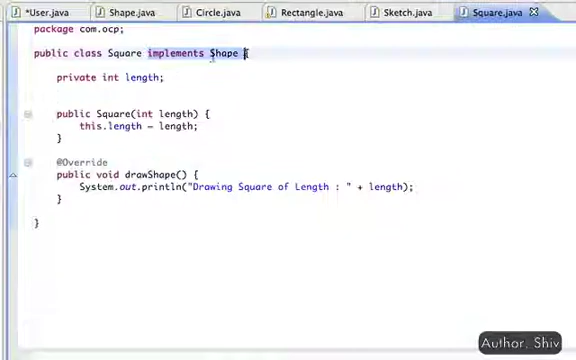 *User.java Shape.java Circle.java Rectangle.java Sketch.java Square.java
package com.ocp;
public class Square implements Shape {
private int length;
public Square(int length) {
this.length = length;
}
@Override
public void drawShape() {
System.out.println("Drawing Square of Length : " + length);
}
}
Author, Shiv